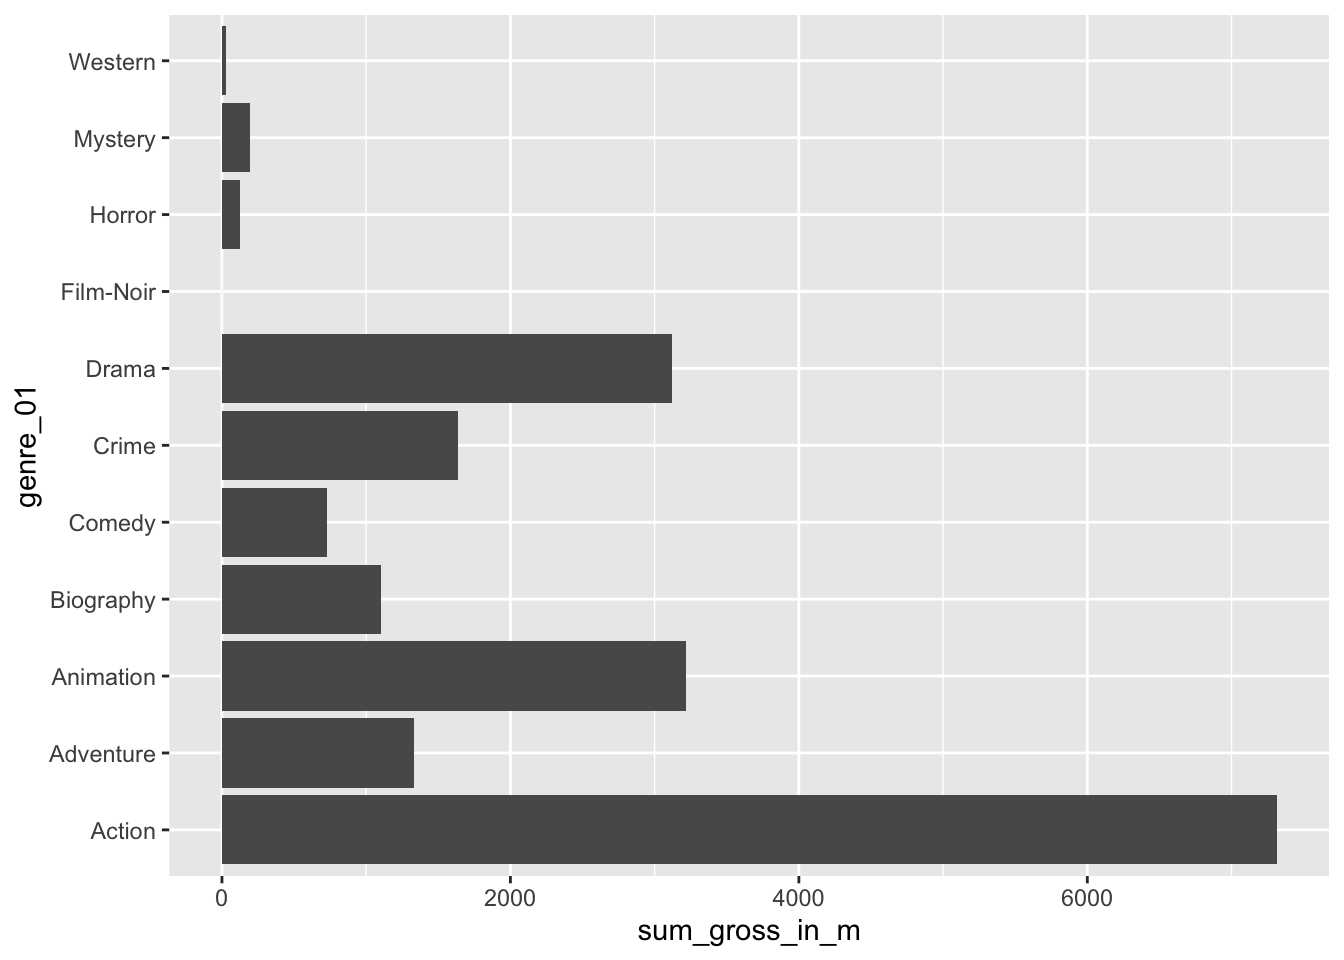 Western
Mystery
Horror
Film-Noir
Drama
Crime
Comedy
Biography
Animation
Adventure
Action
genre_01
0 2000 4000 6000
sum_gross_in_m